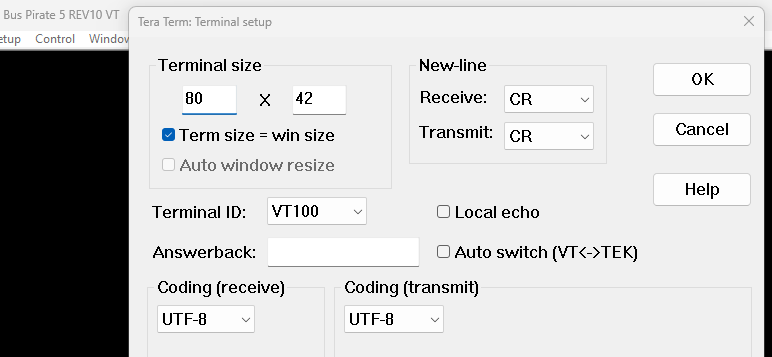 Bus Pirate 5 REV10 VT
etup Control Window
Tera Term: Terminal setup
Terminal size
80 X 42
Term size = win size
Auto window resize
New-line
Receive: CR
Transmit: CR
OK
Cancel
Help
Terminal ID: VT100
Local echo
Answerback:
Auto switch (VT<->TEK)
Coding (receive)
UTF-8
Coding (transmit)
UTF-8